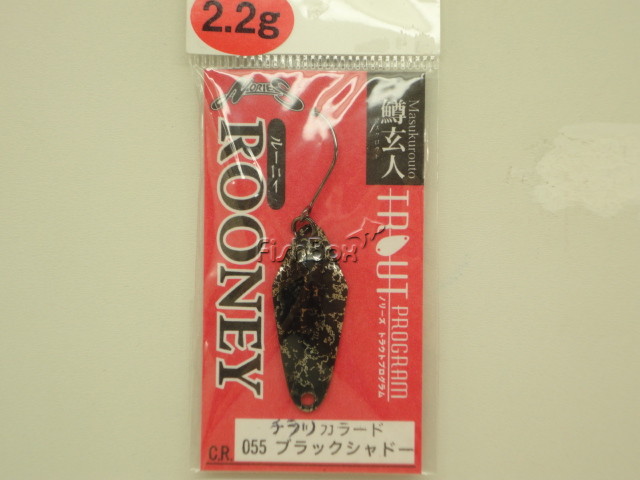 2.2g
NORIES
ROONEY
ルーニィ
Masukurouto
鱒玄人
TROUT PROGRAM
ノリーズ トラウトプログラム
FishBox
チラリカラード
C.R. 055 ブラックシャドー